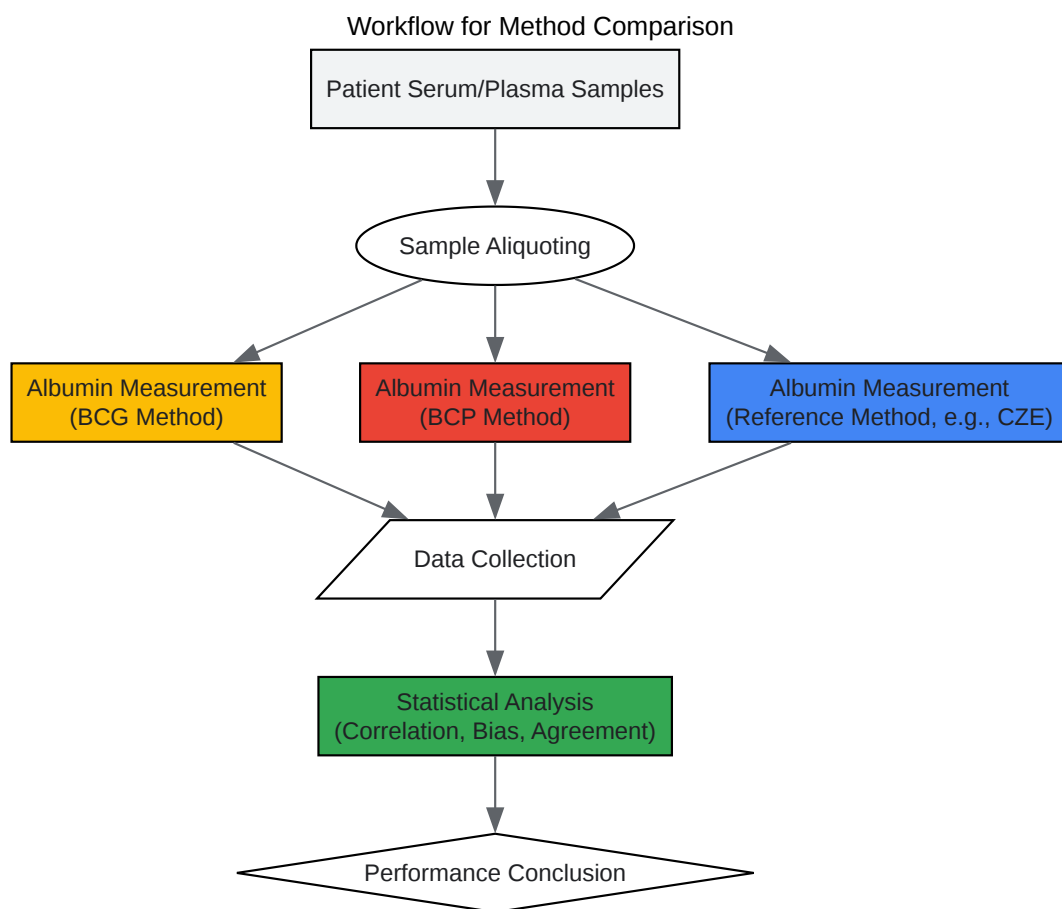 Workflow for Method Comparison
Patient Serum/Plasma Samples
Sample Aliquoting
Albumin Measurement
(BCG Method)
Albumin Measurement
(BCP Method)
Albumin Measurement
(Reference Method, e.g., CZE)
Data Collection
Statistical Analysis
(Correlation, Bias, Agreement)
Performance Conclusion